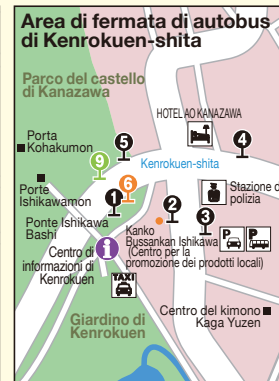 Area di fermata di autobus
di Kenrokuen-shita
Parco del castello
di Kanazawa
HOTEL AO KANAZAWA
Porta
Kohakumon
5
4
9
Kenrokuen-shita
Porte
Ishikawamon
6
1
2
3
Stazione d
polizia
Ponte Ishikawa
Bashi
Kanko
Bussankan Ishikawa
(Centro per la
promozione dei prodotti locali)
P
P
Centro di
informazioni di
Kenrokuen
i
TAXI
Giardino di
Kenrokuen
Centro del kimono
Kaga Yuzen